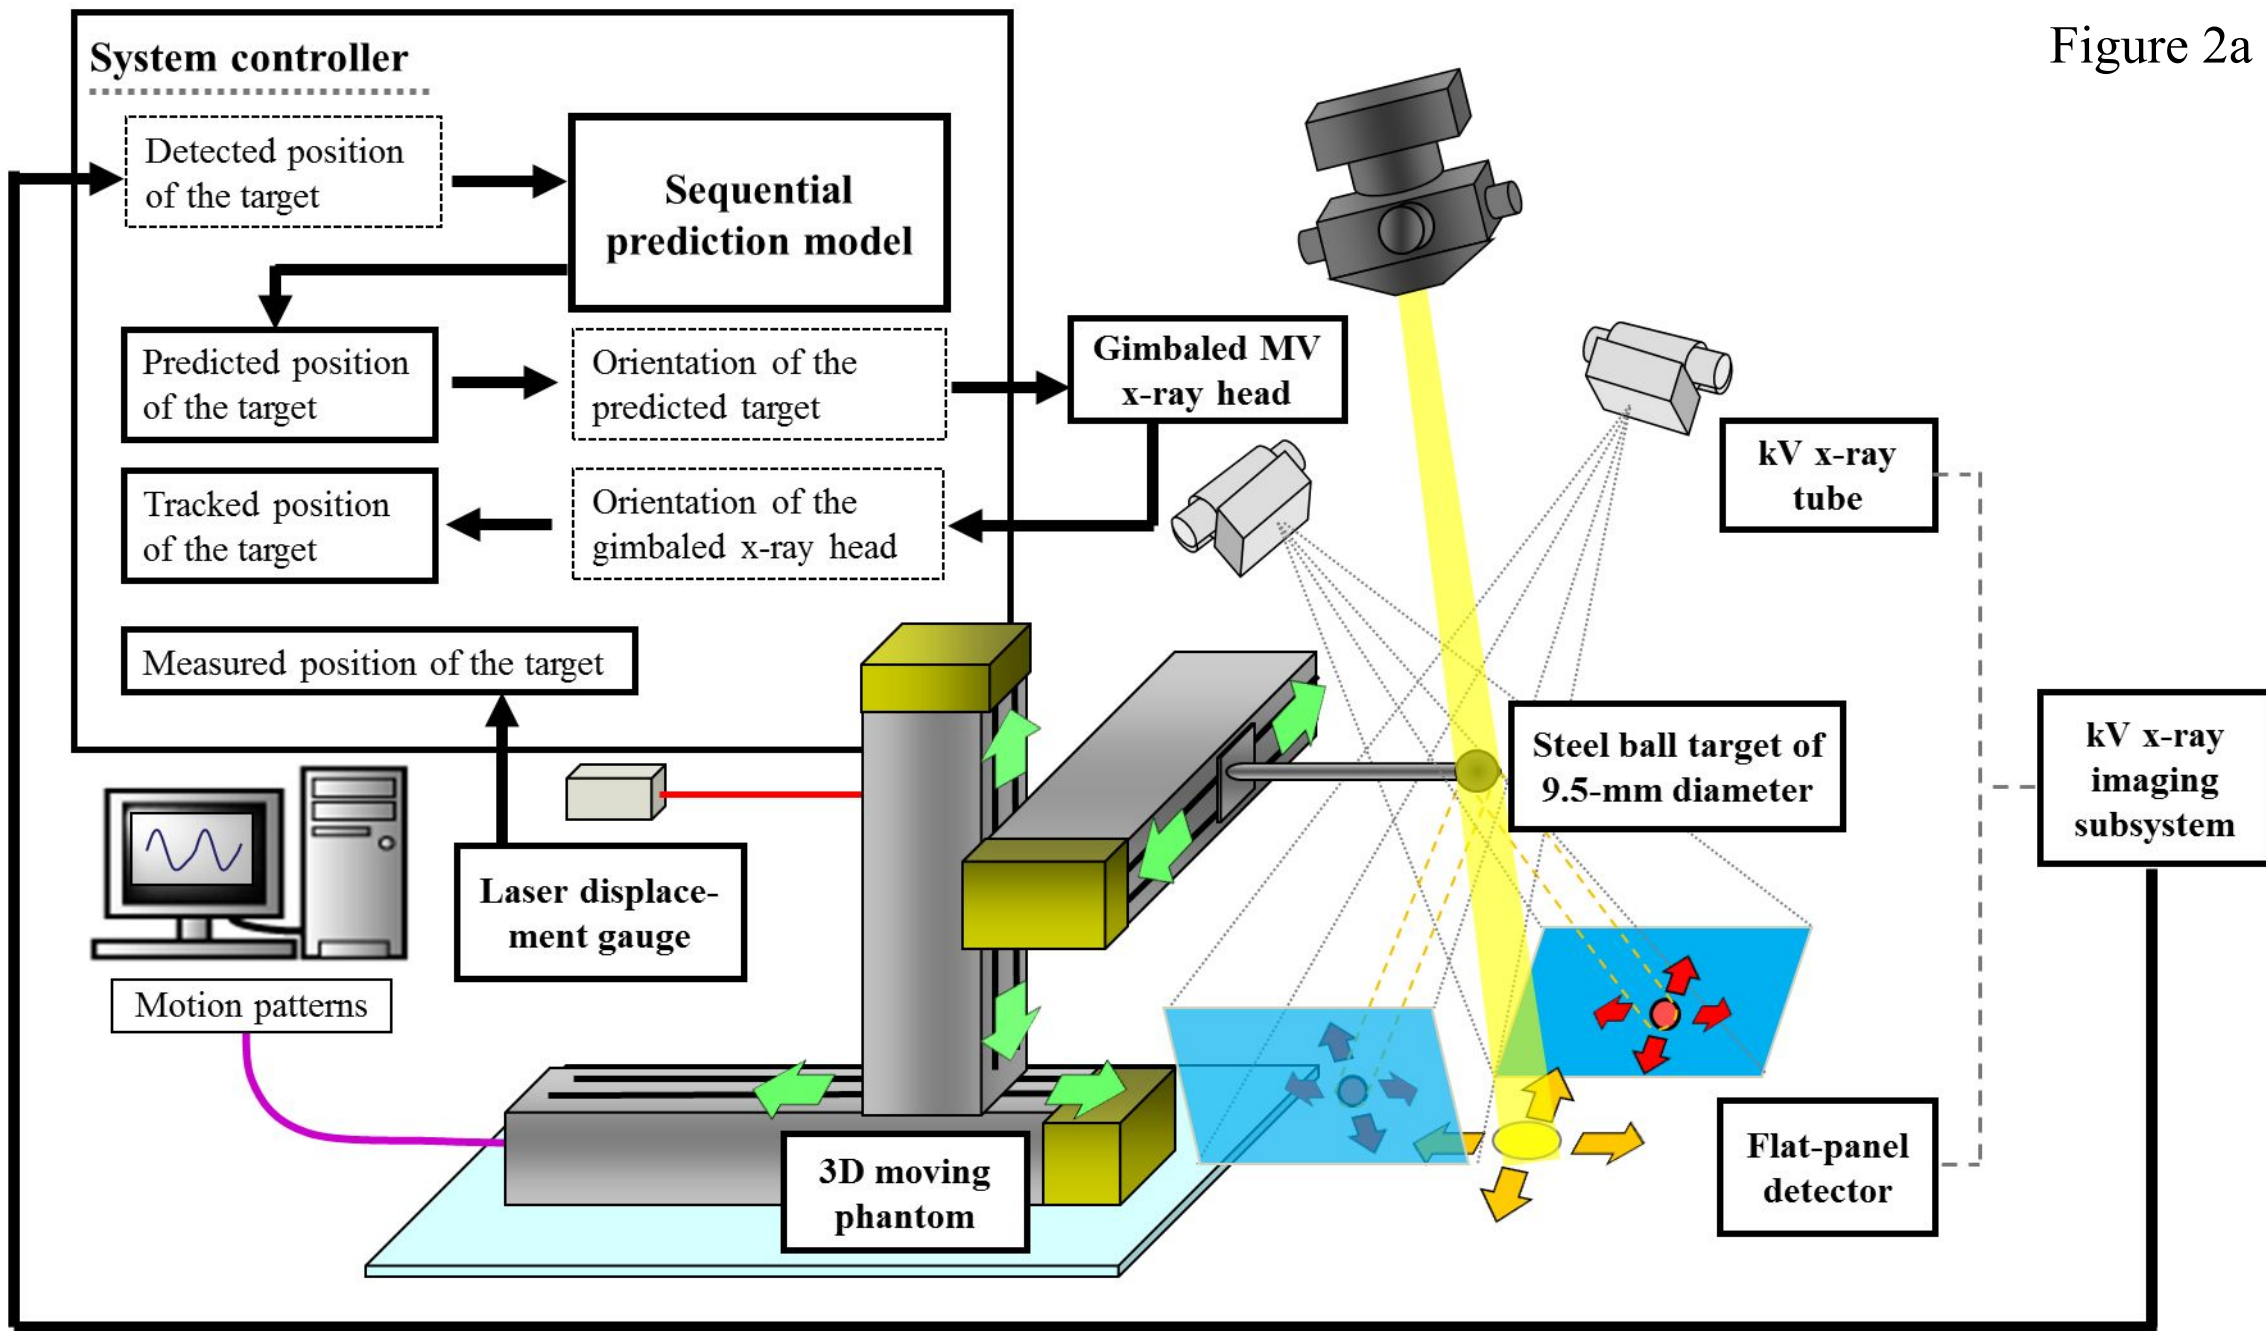 Figure 2a
System controller
Detected position
of the target
Sequential
prediction model
Predicted position
of the target
Orientation of the
predicted target
Gimbaled MV
x-ray head
Tracked position
of the target
Orientation of the
gimbaled x-ray head
kV x-ray
tube
Measured position of the target
Steel ball target of
9.5-mm diameter
kV x-ray
imaging
subsystem
Laser displace-
ment gauge
Motion patterns
3D moving
phantom
Flat-panel
detector